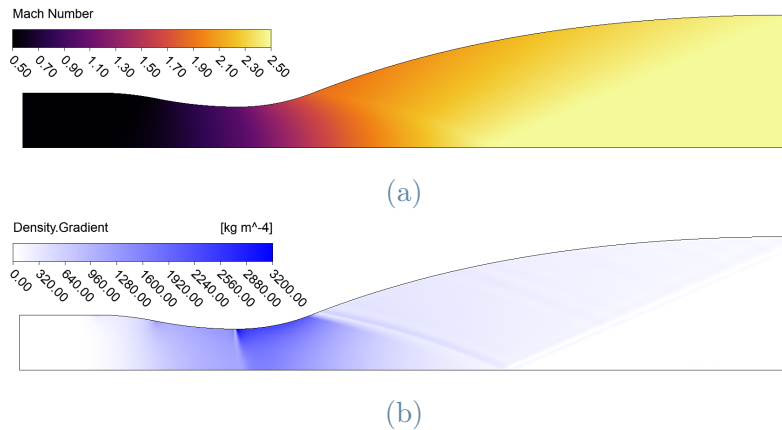 Mach Number
0.50 0.70 0.90 1.10 1.30 1.50 1.70 1.90 2.10 2.30 2.50
(a)
Density.Gradient [kg m^-4]
0.00 320.00 640.00 960.00 1280.00 1600.00 1920.00 2240.00 2560.00 2880.00 3200.00
(b)